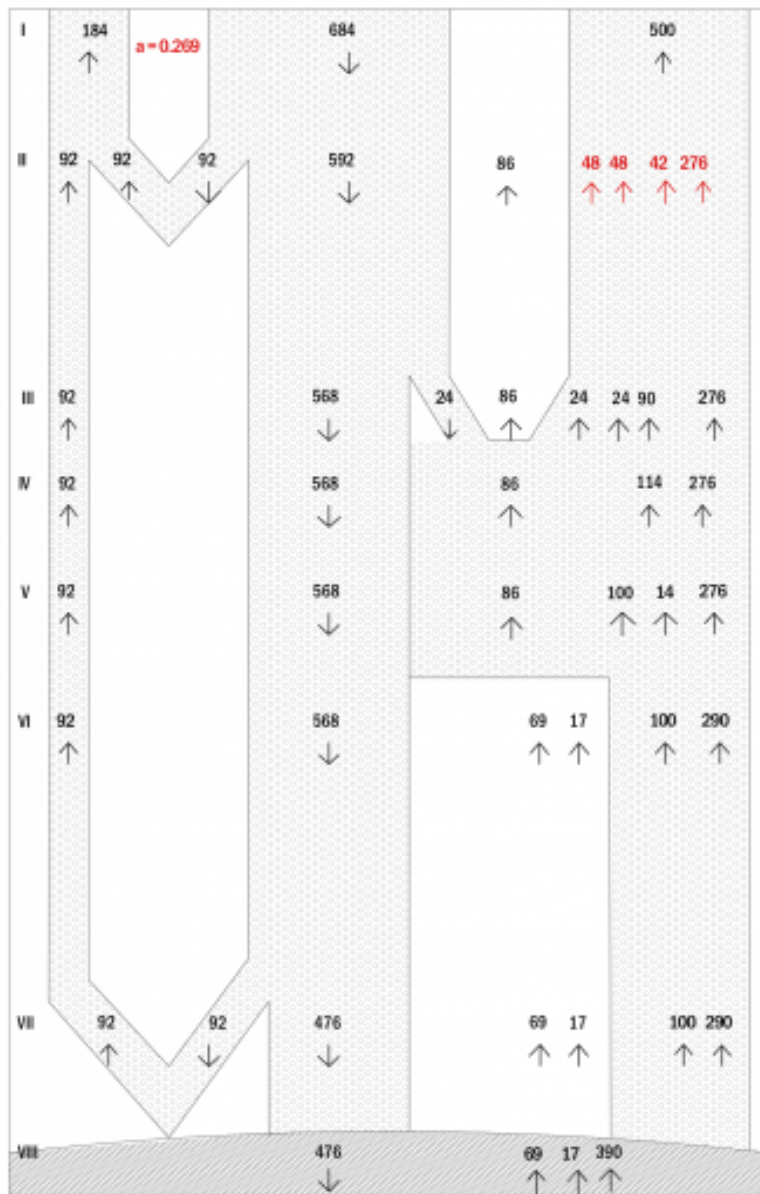 I 184 a = 0.269 684 500
II 92 92 92 592 86 48 48 42 276
III 92 568 24 86 24 24 90 276
IV 92 568 86 114 276
V 92 568 86 100 14 276
VI 92 568 69 17 100 290
VII 92 92 476 69 17 100 290
VIII 476 69 17 390